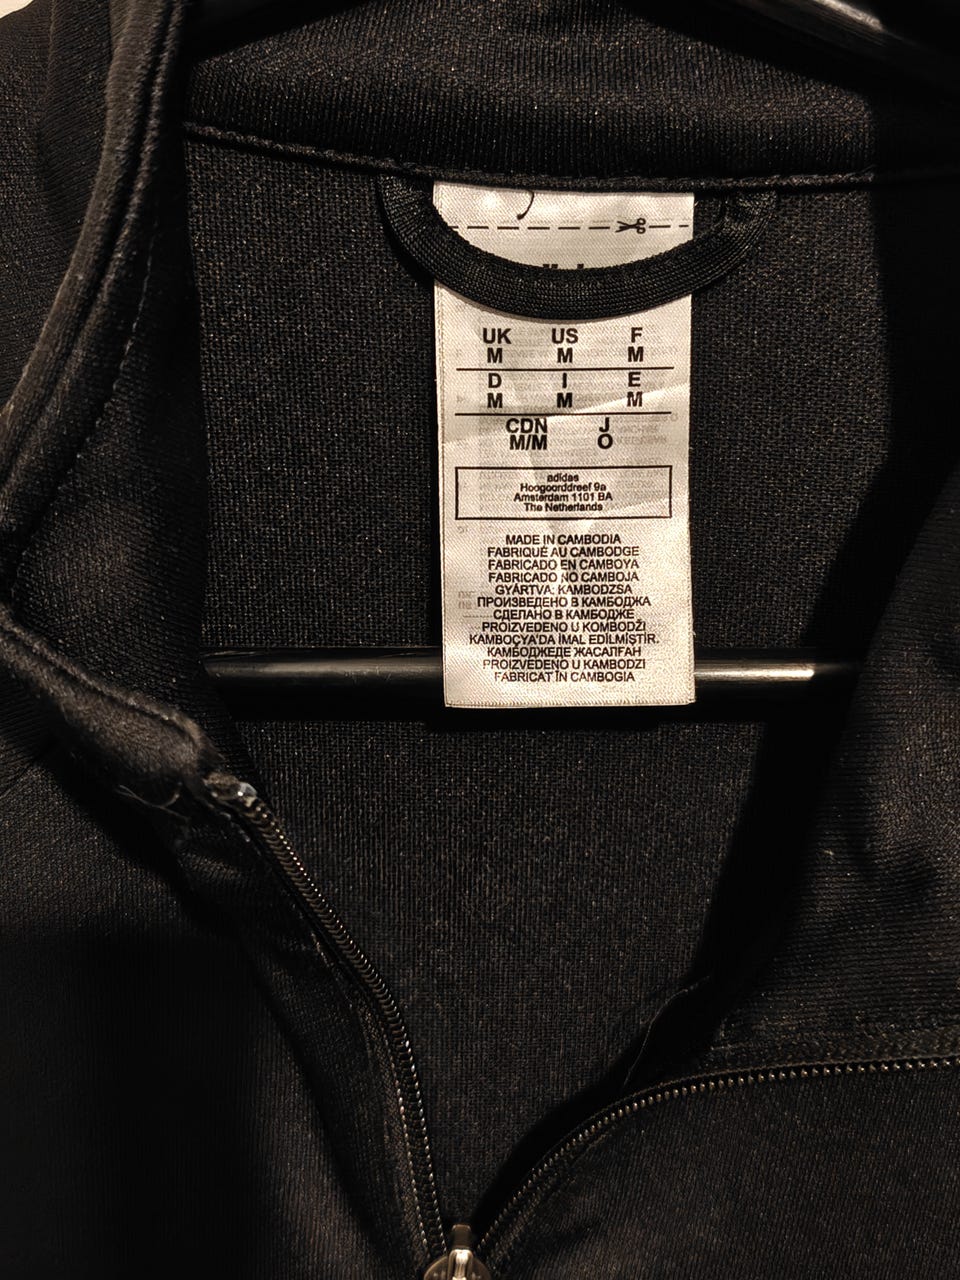 UK US F
M M M
D I E
M M M
CDN J
M/M O
adidas
Hoogoorddreef 9a
Amsterdam 1101 BA
The Netherlands
MADE IN CAMBODIA
FABRIQUÉ AU CAMBODGE
FABRICADO EN CAMBOYA
FABRICADO NO CAMBOJA
GYÁRTVA: KAMBODZSA
ПРОИЗВЕДЕНО В КАМБОДЖА
СДЕЛАНО В КАМБОДЖЕ
PROIZVEDENO U KOMBODŽI
KAMBOÇYA'DA İMAL EDİLMİŞTİR.
КАМБОДЖЕДЕ ЖАСАЛҒАН
PROIZVEDENO U KAMBODZI
FABRICAT ÎN CAMBOGIA